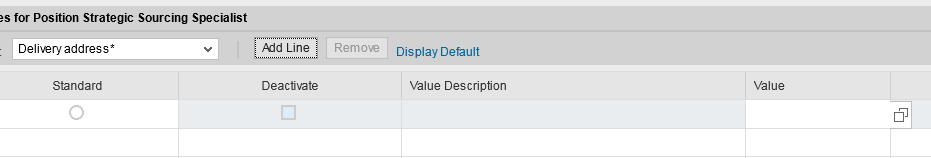 es for Position Strategic Sourcing Specialist
: Delivery address* Add Line Remove Display Default
Standard Deactivate Value Description Value